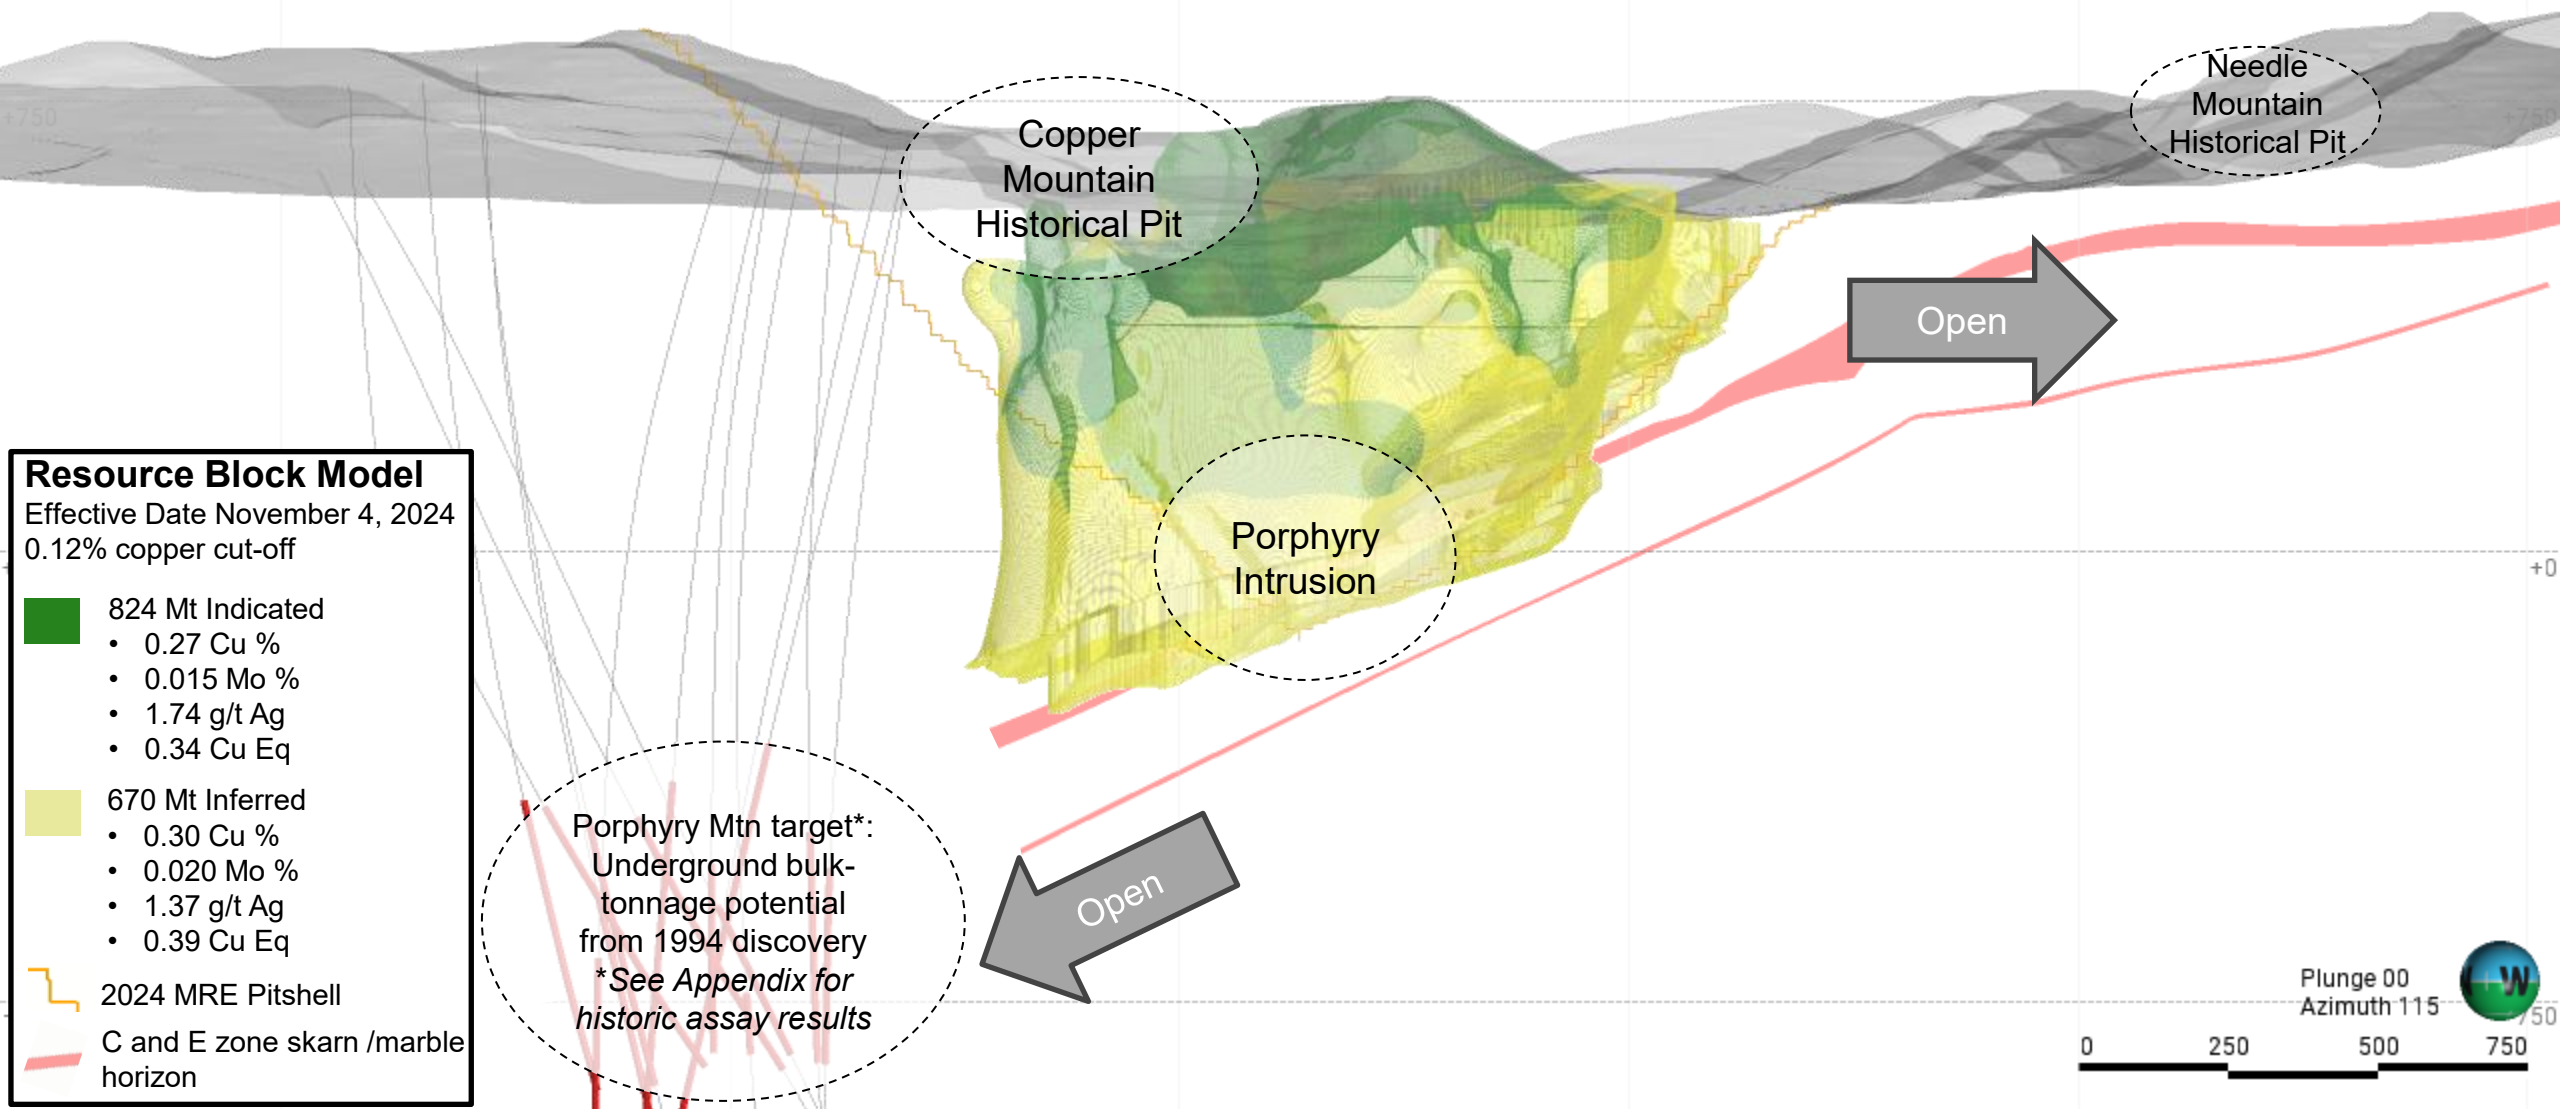 +750
Copper
Mountain
Historical Pit
Needle
Mountain
Historical Pit
+750
Open
Resource Block Model
Effective Date November 4, 2024
0.12% copper cut-off
824 Mt Indicated
• 0.27 Cu %
• 0.015 Mo %
• 1.74 g/t Ag
• 0.34 Cu Eq
670 Mt Inferred
• 0.30 Cu %
• 0.020 Mo %
• 1.37 g/t Ag
• 0.39 Cu Eq
2024 MRE Pitshell
C and E zone skarn /marble
horizon
Porphyry
Intrusion
+0
Porphyry Mtn target*:
Underground bulk-
tonnage potential
from 1994 discovery
*See Appendix for
historic assay results
Open
Plunge 00
Azimuth 115
W
0 250 500 750